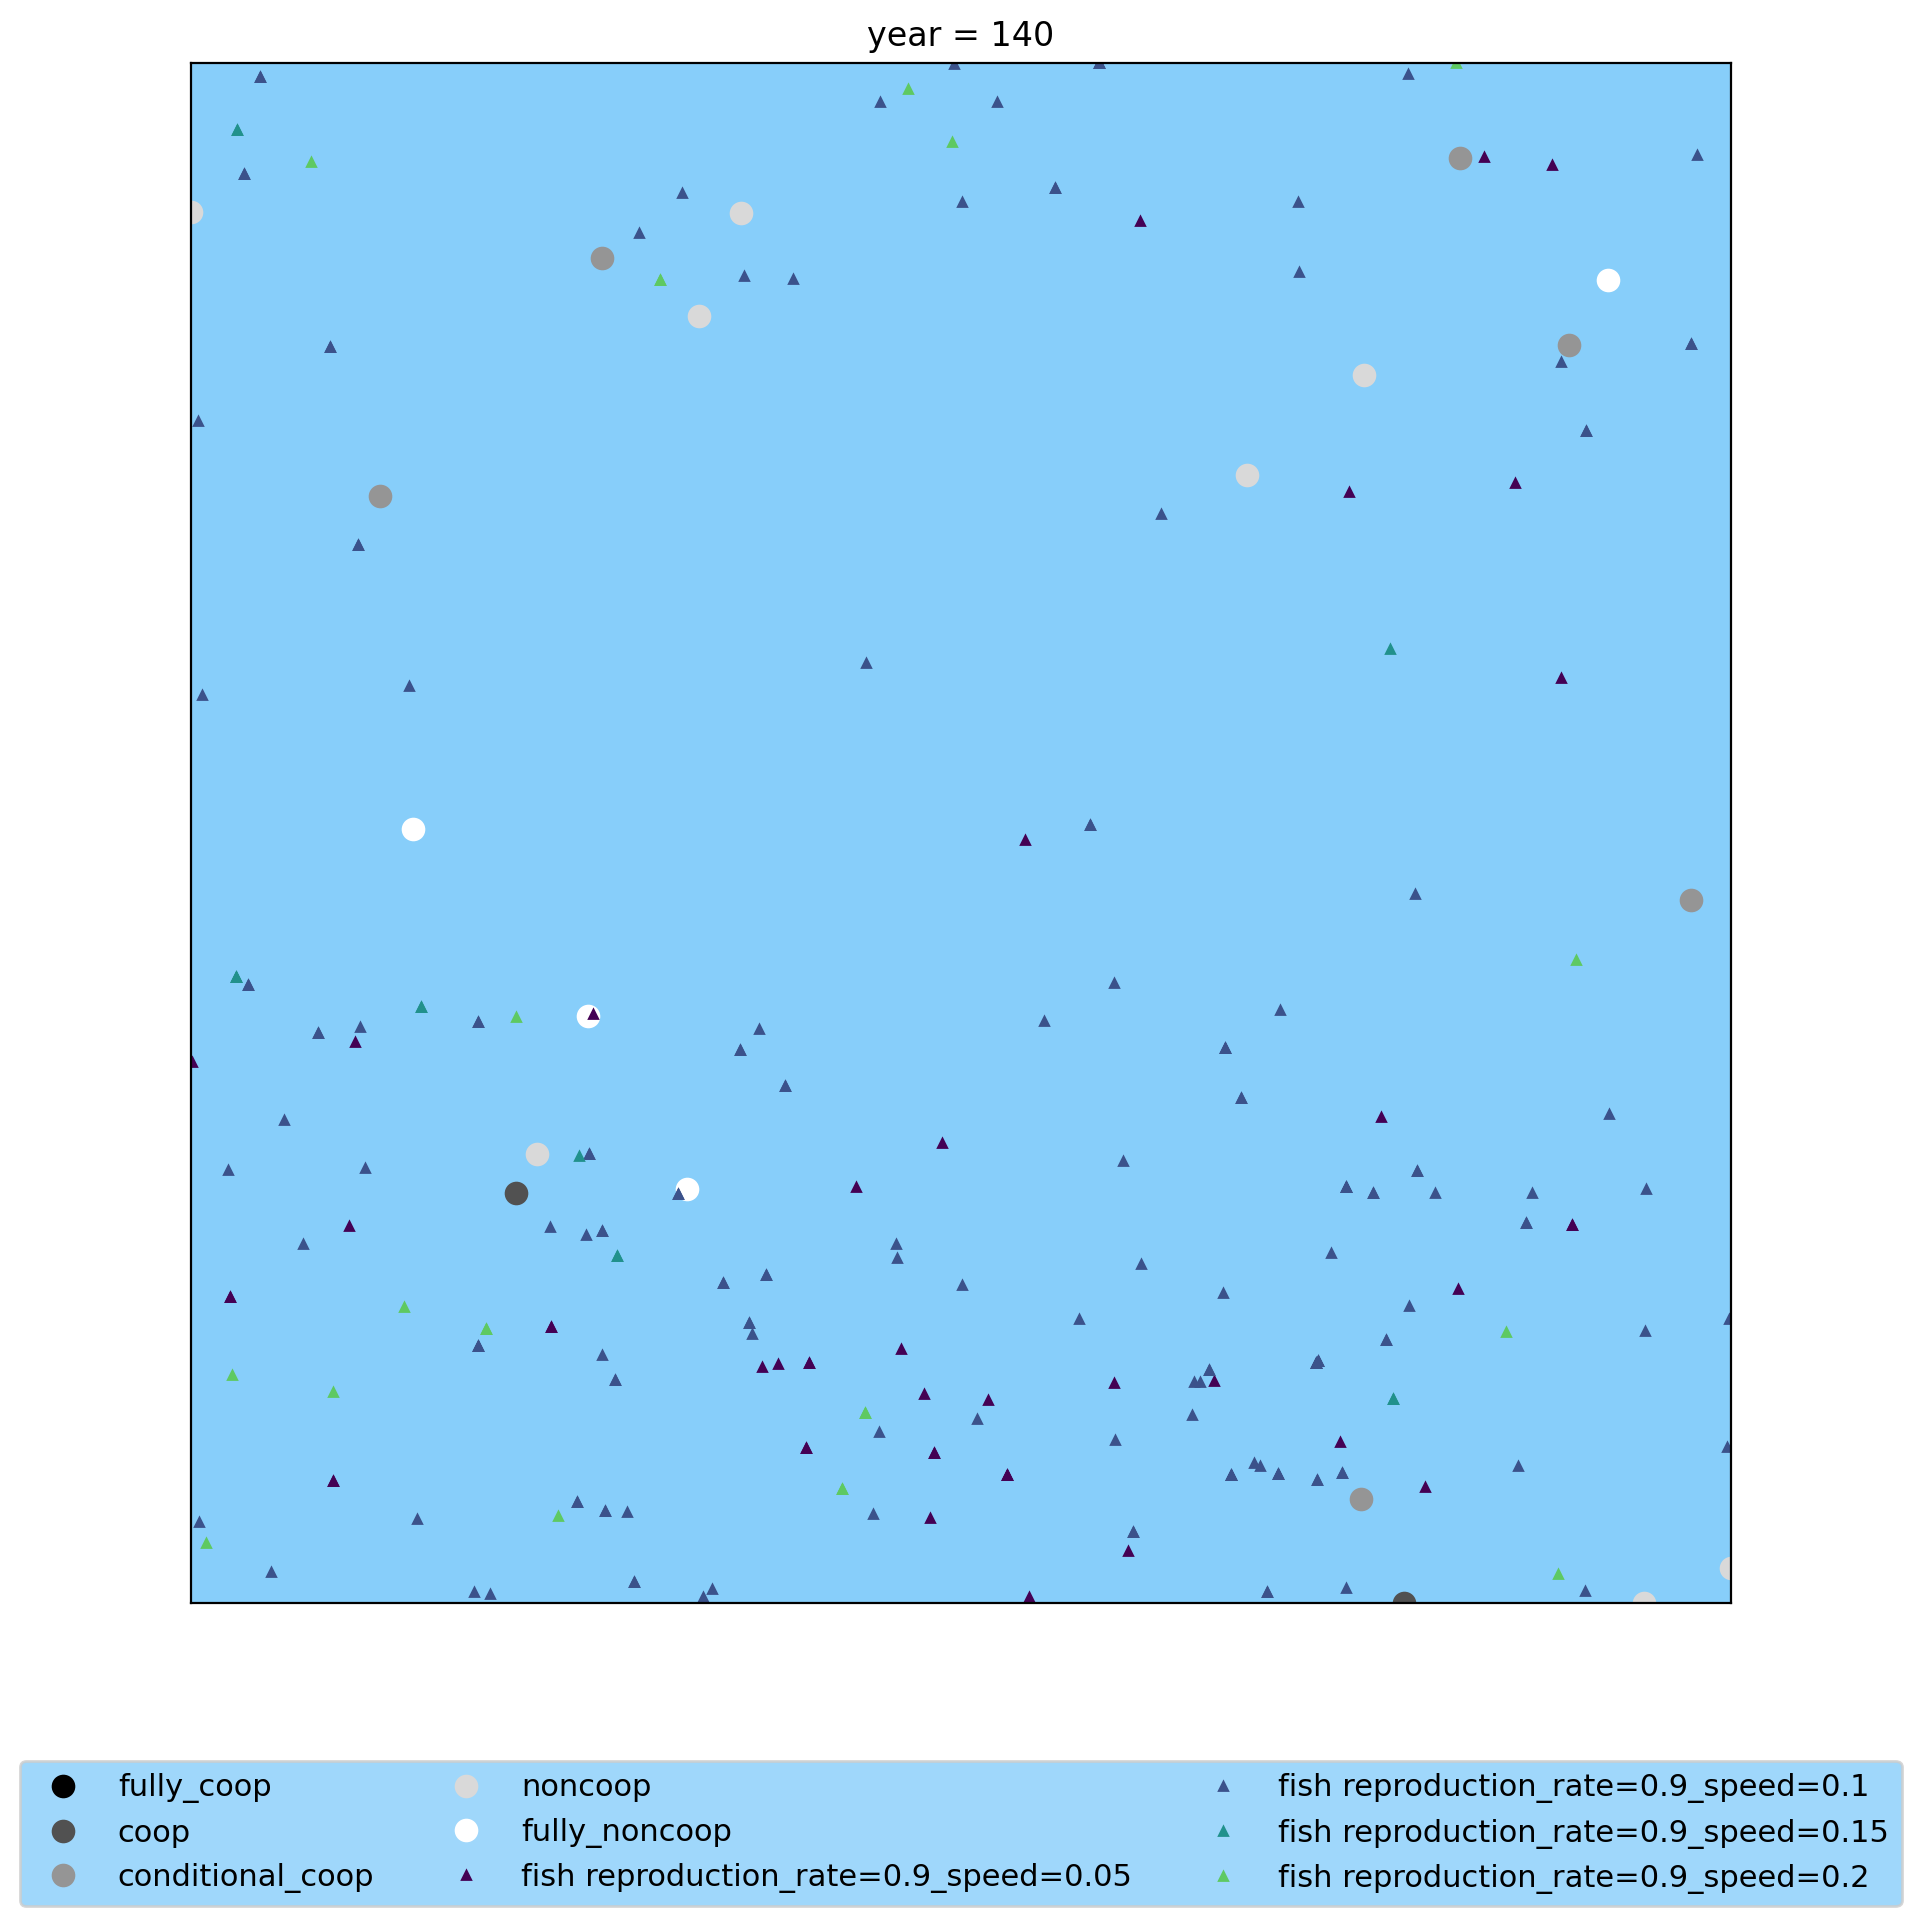 year = 140
fully_coop
coop
conditional_coop
noncoop
fully_noncoop
fish reproduction_rate=0.9_speed=0.05
fish reproduction_rate=0.9_speed=0.1
fish reproduction_rate=0.9_speed=0.15
fish reproduction_rate=0.9_speed=0.2